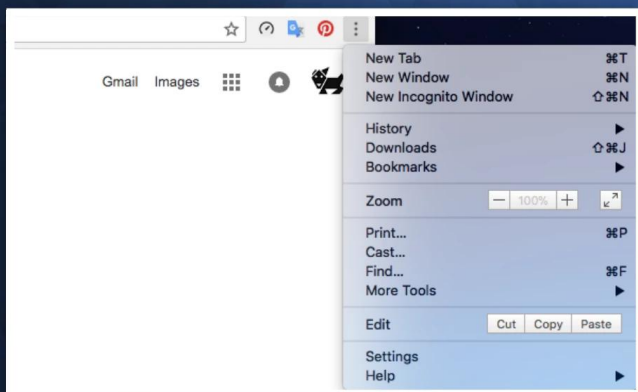 Gmail Images
New Tab ⌘T
New Window ⌘N
New Incognito Window ⇧⌘N
History ▶
Downloads ⇧⌘J
Bookmarks ▶
Zoom — 100% +
Print... ⌘P
Cast...
Find... ⌘F
More Tools ▶
Edit Cut Copy Paste
Settings
Help ▶